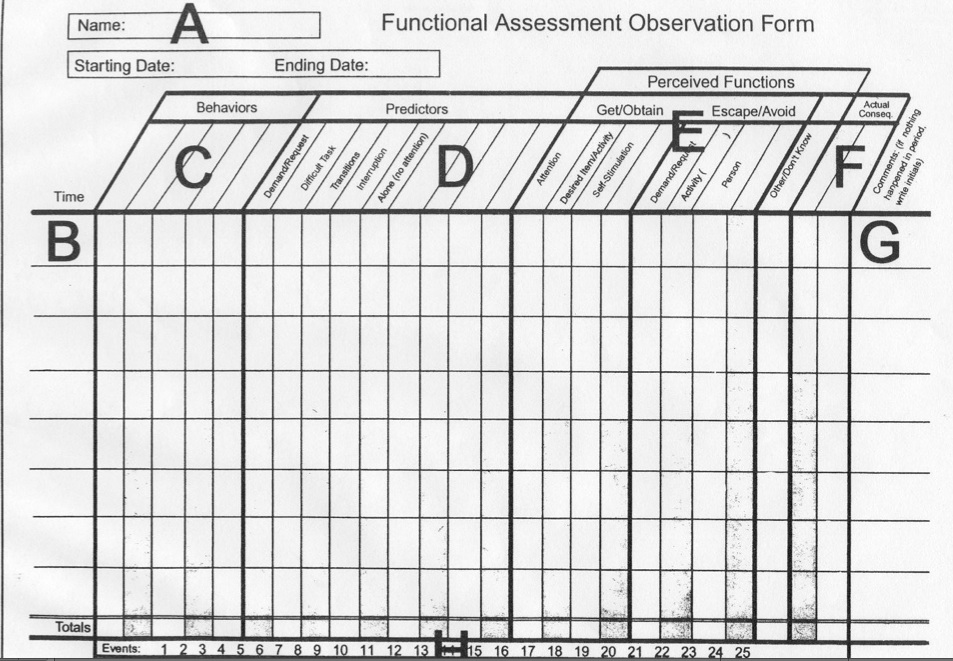 Name: A
Functional Assessment Observation Form
Starting Date: Ending Date:
Perceived Functions
Behaviors Predictors Get/Obtain Escape/Avoid Actual Conseq.
C D E F
Demand/Request
Difficult Task
Transitions
Interruption
Alone (no attention)
Attention
Desired Item/Activity
Self-Stimulation
Demand/Request
Activity ( )
Person
Other/Don't Know
Comments: (if nothing
happened in period,
write initials)
Time
B G
Totals
H
Events: 1 2 3 4 5 6 7 8 9 10 11 12 13 14 15 16 17 18 19 20 21 22 23 24 25